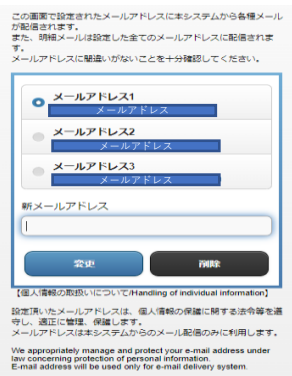 この画面で設定されたメールアドレスに本システムから各種メール
が配信されます。
また、明細メールは設定した全てのメールアドレスに配信されま
す。
メールアドレスに間違いがないことを十分確認してください。
メールアドレス1
メールアドレス
メールアドレス2
メールアドレス
メールアドレス3
メールアドレス
新メールアドレス
変更 削除
【個人情報の取扱いについて/Handling of individual information】
設定頂いたメールアドレスは、個人情報の保護に関する法令等を遵
守し、適正に管理、保護します。
メールアドレスは本システムからのメール配信のみに利用します。
We appropriately manage and protect your e-mail address under
law concerning protection of personal information.
E-mail address will be used only for e-mail delivery system.